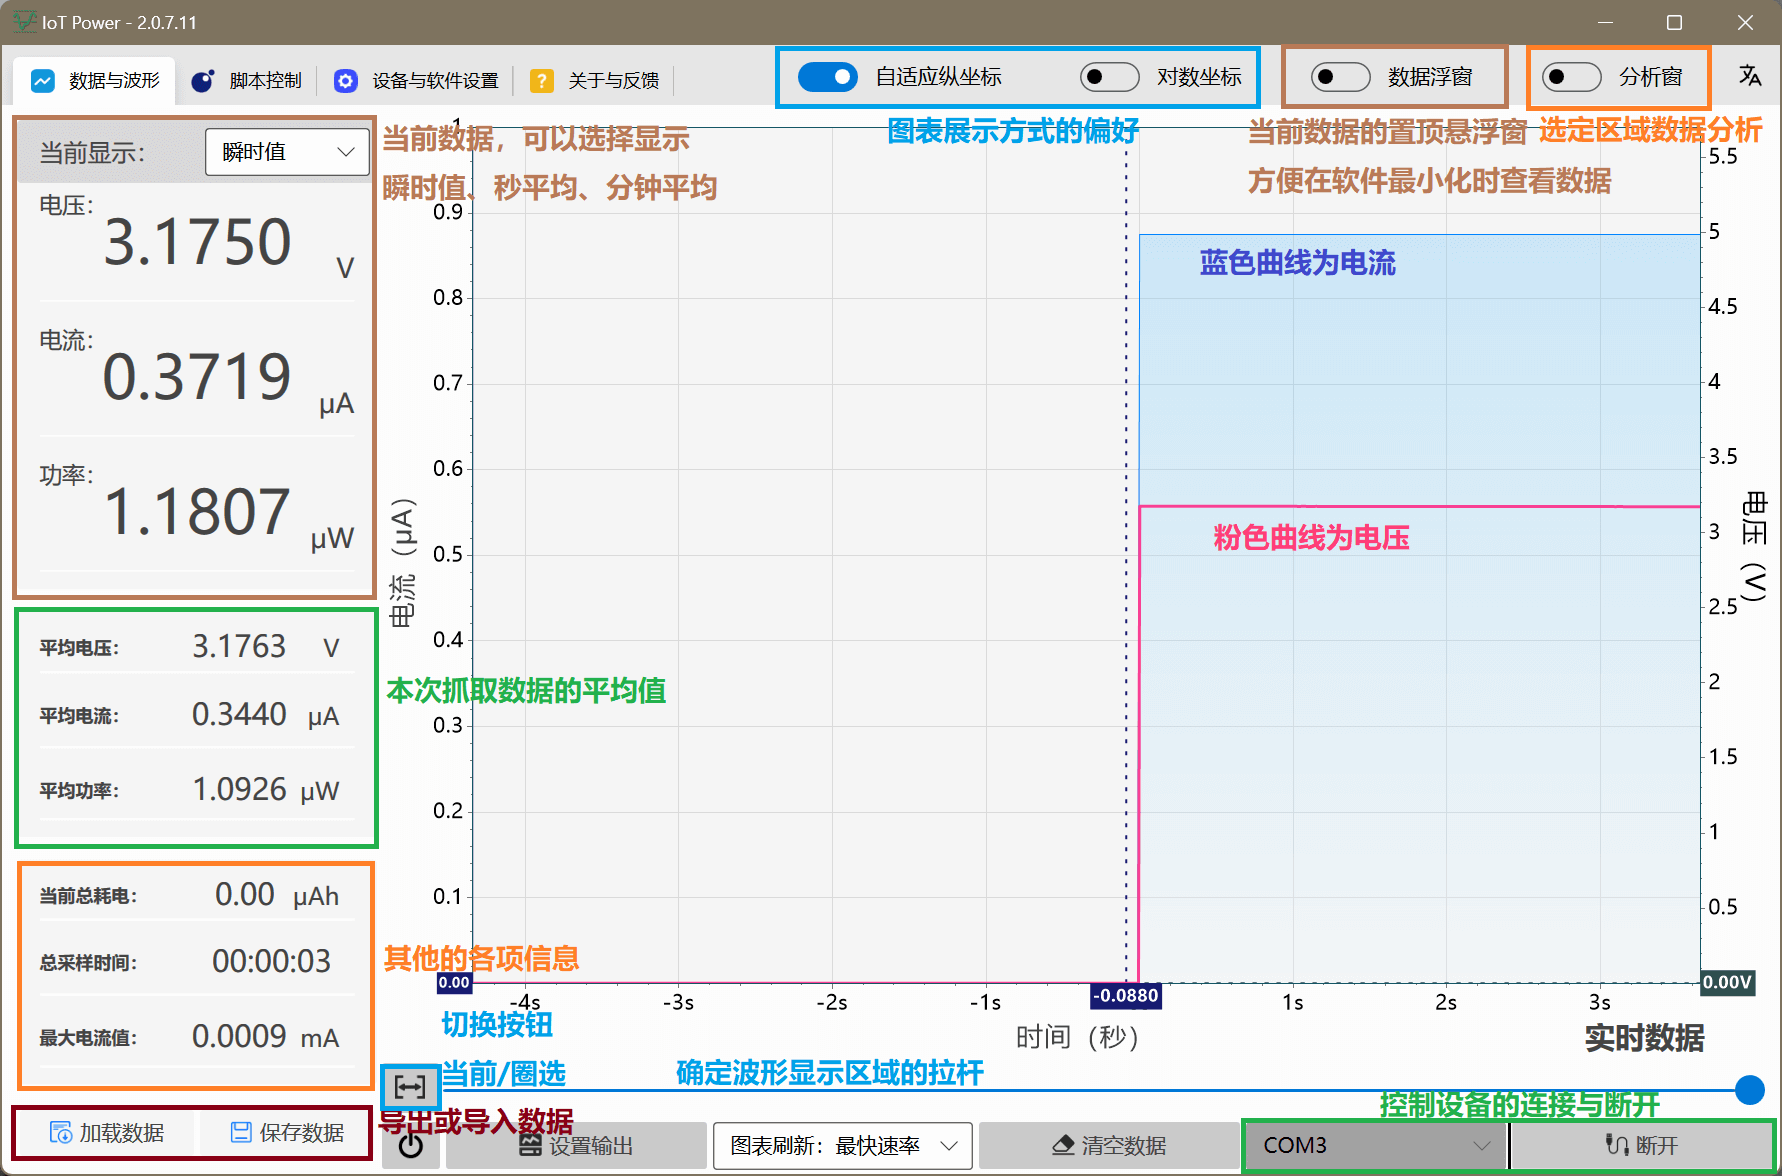 IoT Power - 2.0.7.11
数据与波形
脚本控制
设备与软件设置
关于与反馈
自适应纵坐标
对数坐标
数据浮窗
分析窗
当前显示：
瞬时值
当前数据，可以选择显示
瞬时值、秒平均、分钟平均
图表展示方式的偏好
当前数据的置顶悬浮窗
方便在软件最小化时查看数据
选定区域数据分析
电压：
3.1750 V
电流：
0.3719 μA
功率：
1.1807 μW
平均电压： 3.1763 V
平均电流： 0.3440 μA
平均功率： 1.0926 μW
本次抓取数据的平均值
当前总耗电： 0.00 μAh
总采样时间： 00:00:03
最大电流值： 0.0009 mA
其他的各项信息
1
0.9
0.8
0.7
0.6
0.5
0.4
0.3
0.2
0.1
0.00
电流（μA）
蓝色曲线为电流
粉色曲线为电压
5.5
5
4.5
4
3.5
3
2.5
2
1.5
1
0.5
0.00V
电压（V）
-4s
-3s
-2s
-1s
-0.0880
1s
2s
3s
时间（秒）
实时数据
切换按钮
当前/圈选
确定波形显示区域的拉杆
导出或导入数据
控制设备的连接与断开
加载数据
保存数据
设置输出
图表刷新：最快速率
清空数据
COM3
断开